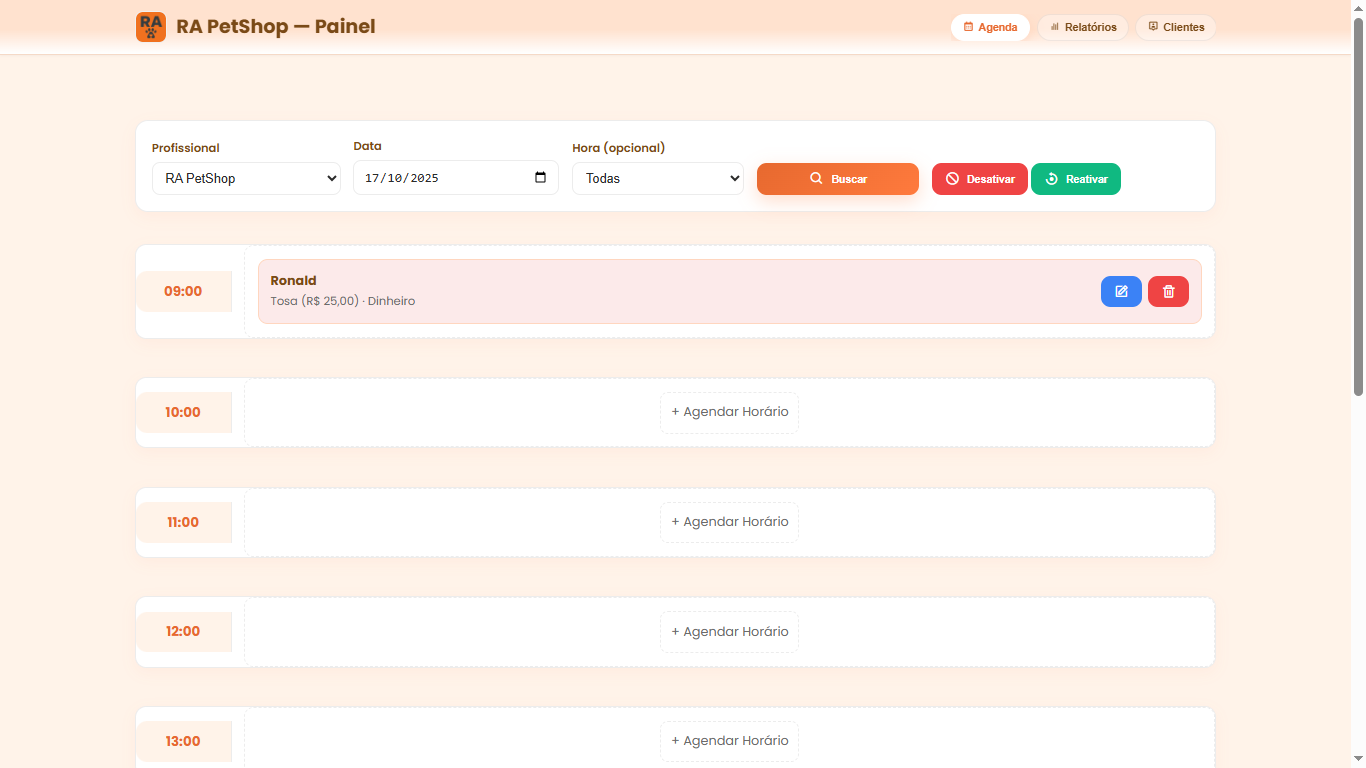 RA
RA PetShop — Painel
Agenda
Relatórios
Clientes
Profissional
Data
Hora (opcional)
RA PetShop
17/10/2025
Todas
Buscar
Desativar
Reativar
09:00
Ronald
Tosa (R$ 25,00) · Dinheiro
10:00
+ Agendar Horário
11:00
+ Agendar Horário
12:00
+ Agendar Horário
13:00
+ Agendar Horário